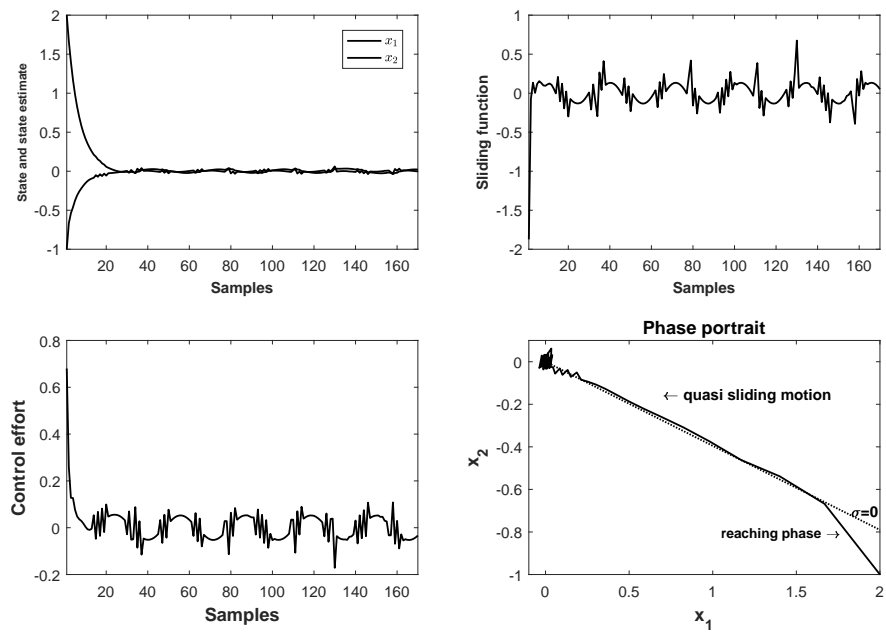 2
1.5
1
0.5
0
-0.5
-1
State and state estimate
x₁
x₂
20 40 60 80 100 120 140 160
Samples
1
0.5
0
-0.5
-1
-1.5
-2
Sliding function
20 40 60 80 100 120 140 160
Samples
0.8
0.6
0.4
0.2
0
-0.2
Control effort
20 40 60 80 100 120 140 160
Samples
Phase portrait
0
-0.2
-0.4
-0.6
-0.8
-1
x₂
← quasi sliding motion
σ=0
reaching phase →
0 0.5 1 1.5 2
x₁